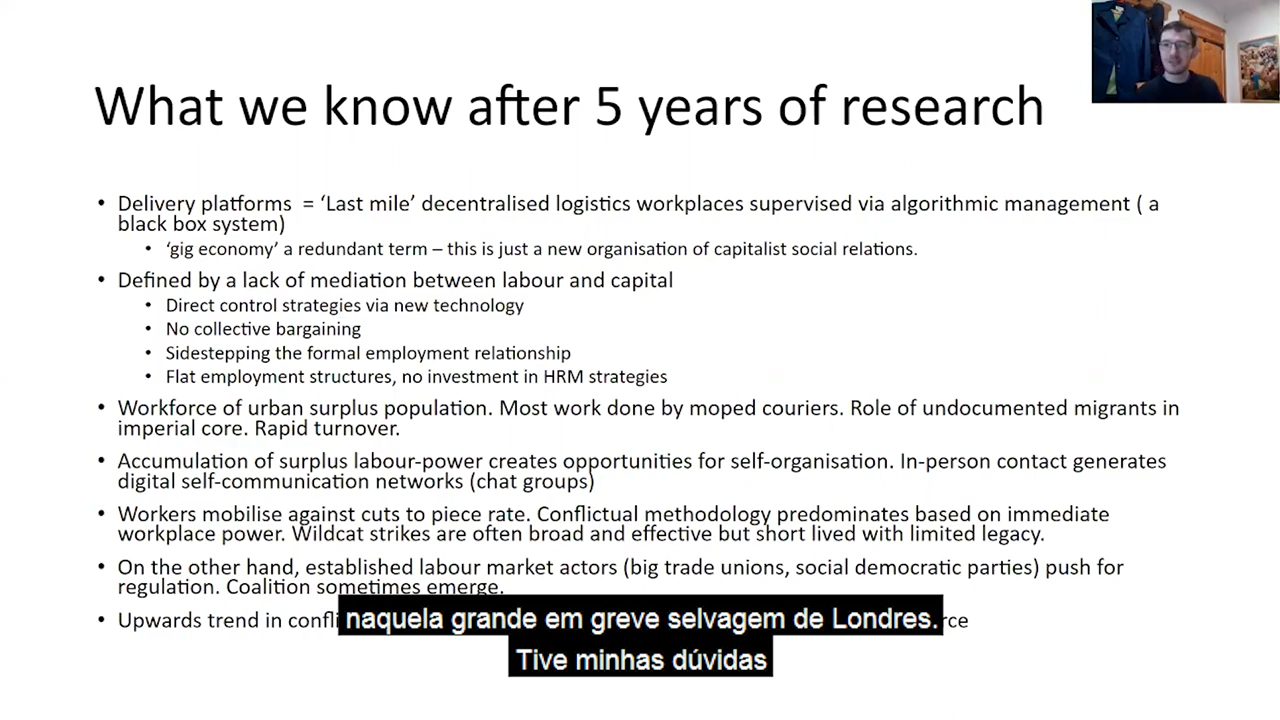 What we know after 5 years of research
• Delivery platforms = ‘Last mile’ decentralised logistics workplaces supervised via algorithmic management ( a
black box system)
• ‘gig economy’ a redundant term – this is just a new organisation of capitalist social relations.
• Defined by a lack of mediation between labour and capital
• Direct control strategies via new technology
• No collective bargaining
• Sidestepping the formal employment relationship
• Flat employment structures, no investment in HRM strategies
• Workforce of urban surplus population. Most work done by moped couriers. Role of undocumented migrants in
imperial core. Rapid turnover.
• Accumulation of surplus labour-power creates opportunities for self-organisation. In-person contact generates
digital self-communication networks (chat groups)
• Workers mobilise against cuts to piece rate. Conflictual methodology predominates based on immediate
workplace power. Wildcat strikes are often broad and effective but short lived with limited legacy.
• On the other hand, established labour market actors (big trade unions, social democratic parties) push for
regulation. Coalition sometimes emerge.
• Upwards trend in
naquela grande em greve selvagem de Londres.
Tive minhas dúvidas